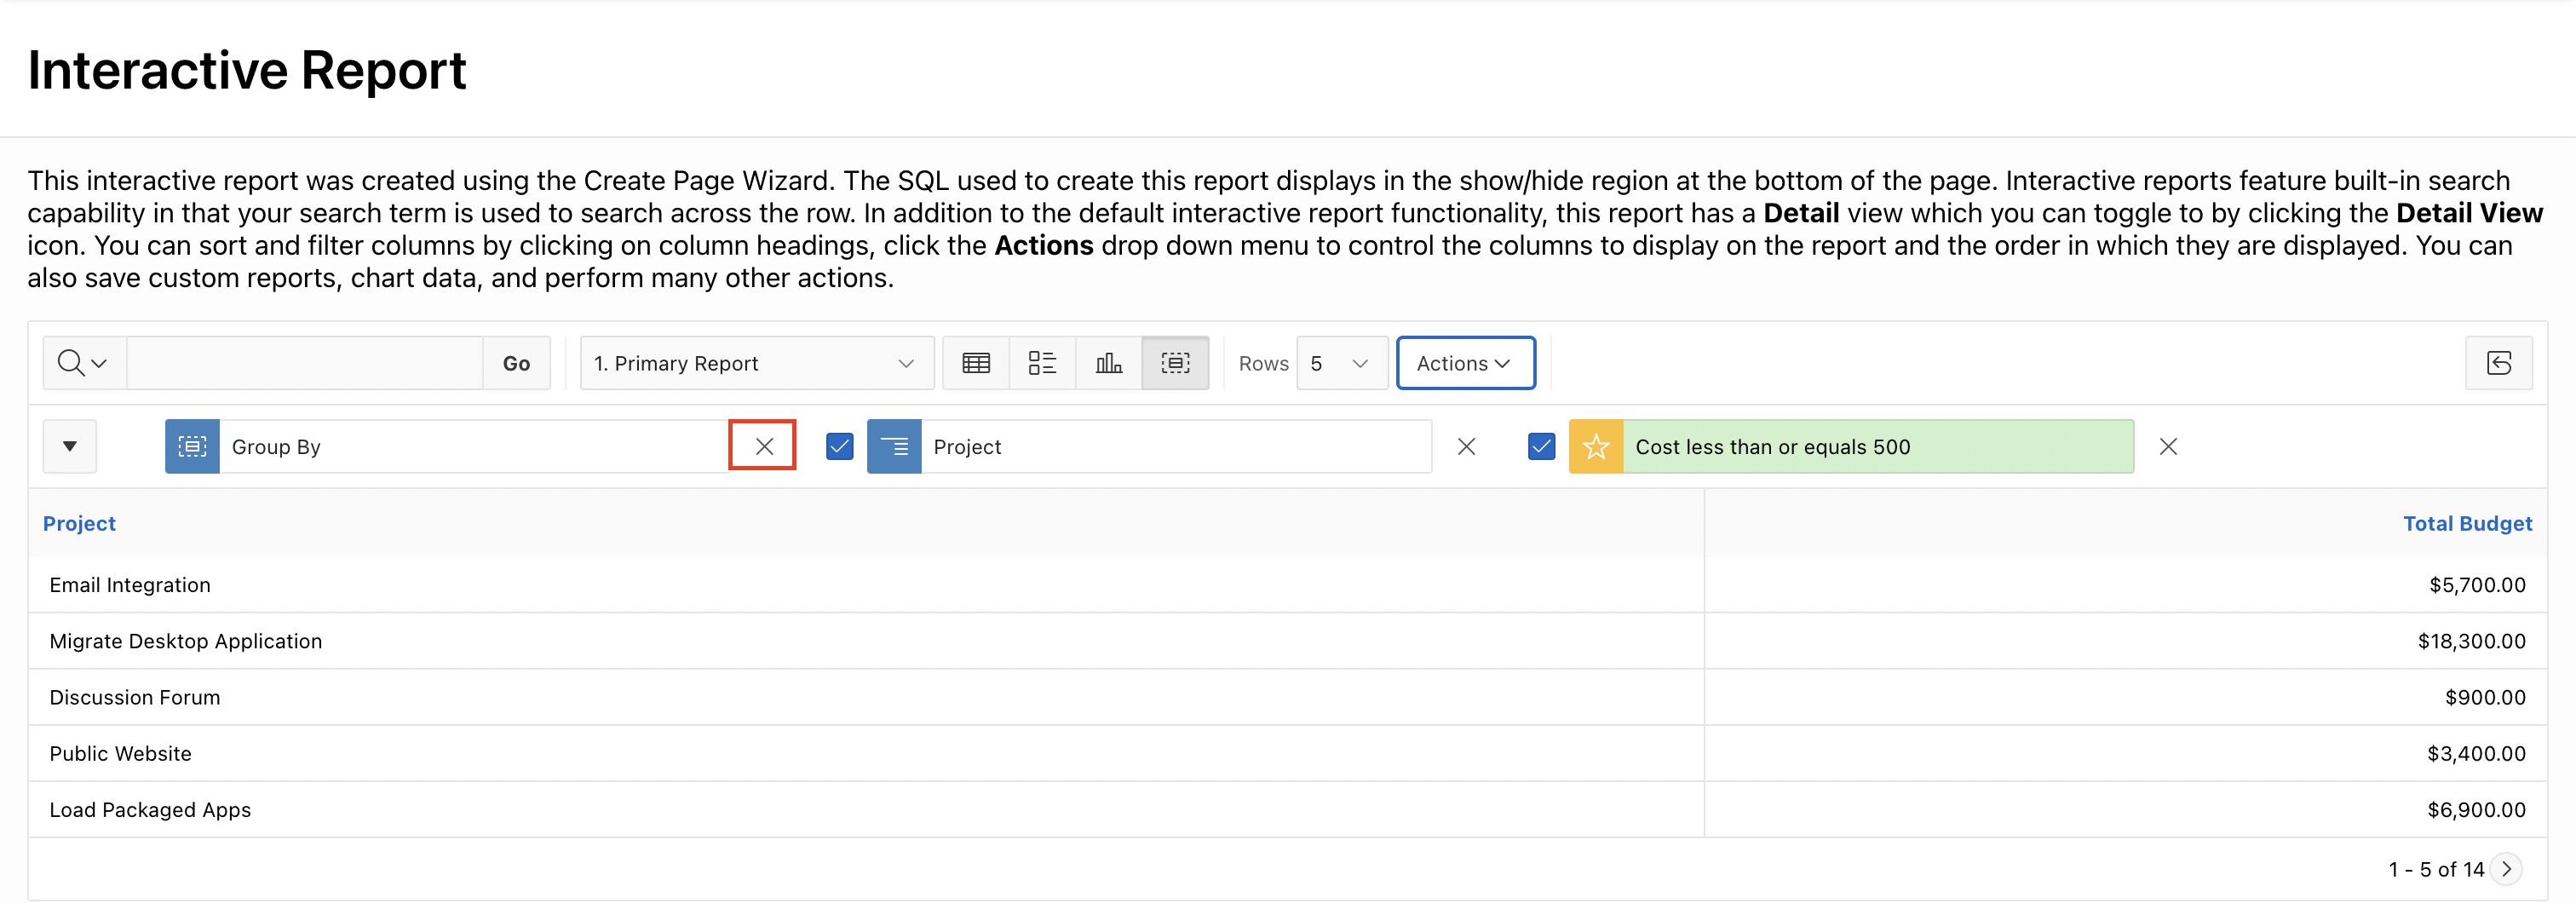 Interactive Report
This interactive report was created using the Create Page Wizard. The SQL used to create this report displays in the show/hide region at the bottom of the page. Interactive reports feature built-in search
capability in that your search term is used to search across the row. In addition to the default interactive report functionality, this report has a Detail view which you can toggle to by clicking the Detail View
icon. You can sort and filter columns by clicking on column headings, click the Actions drop down menu to control the columns to display on the report and the order in which they are displayed. You can
also save custom reports, chart data, and perform many other actions.
Go 1. Primary Report Rows 5 Actions
Group By Project Cost less than or equals 500
Project Total Budget
Email Integration $5,700.00
Migrate Desktop Application $18,300.00
Discussion Forum $900.00
Public Website $3,400.00
Load Packaged Apps $6,900.00
1 - 5 of 14